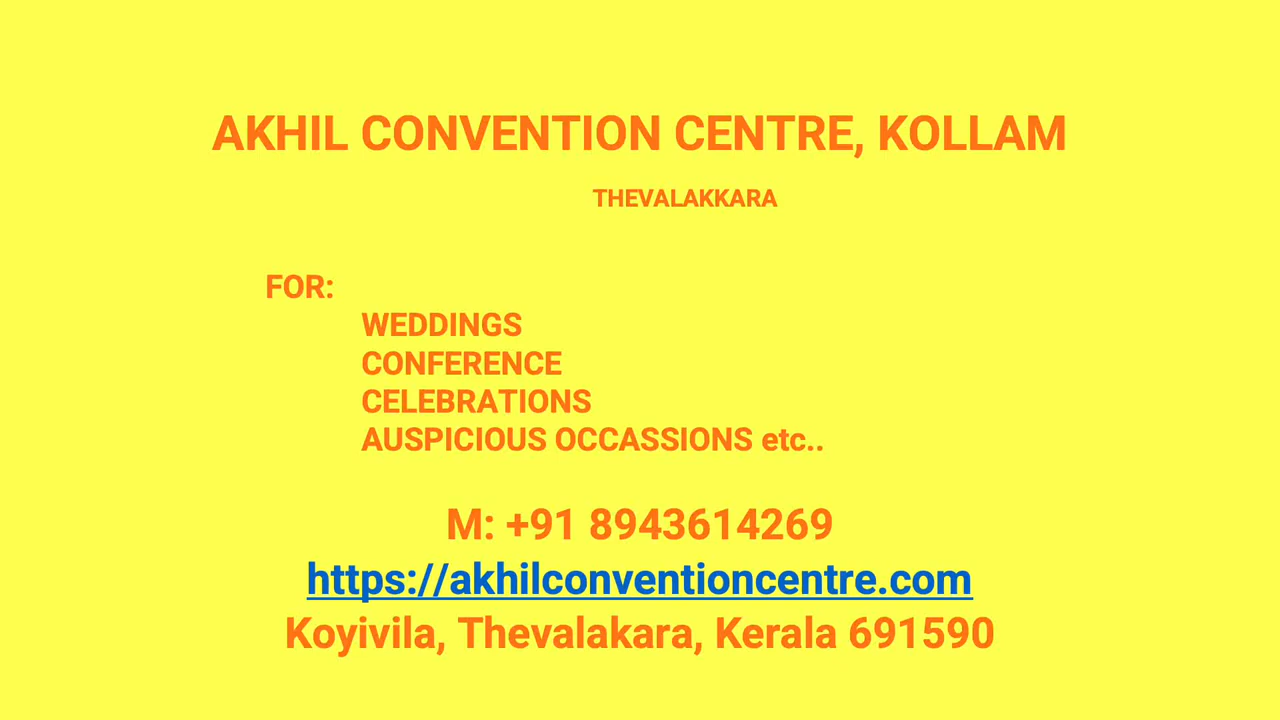 AKHIL CONVENTION CENTRE, KOLLAM
THEVALAKKARA
FOR:
WEDDINGS
CONFERENCE
CELEBRATIONS
AUSPICIOUS OCCASSIONS etc..
M: +91 8943614269
https://akhilconventioncentre.com
Koyivila, Thevalakara, Kerala 691590